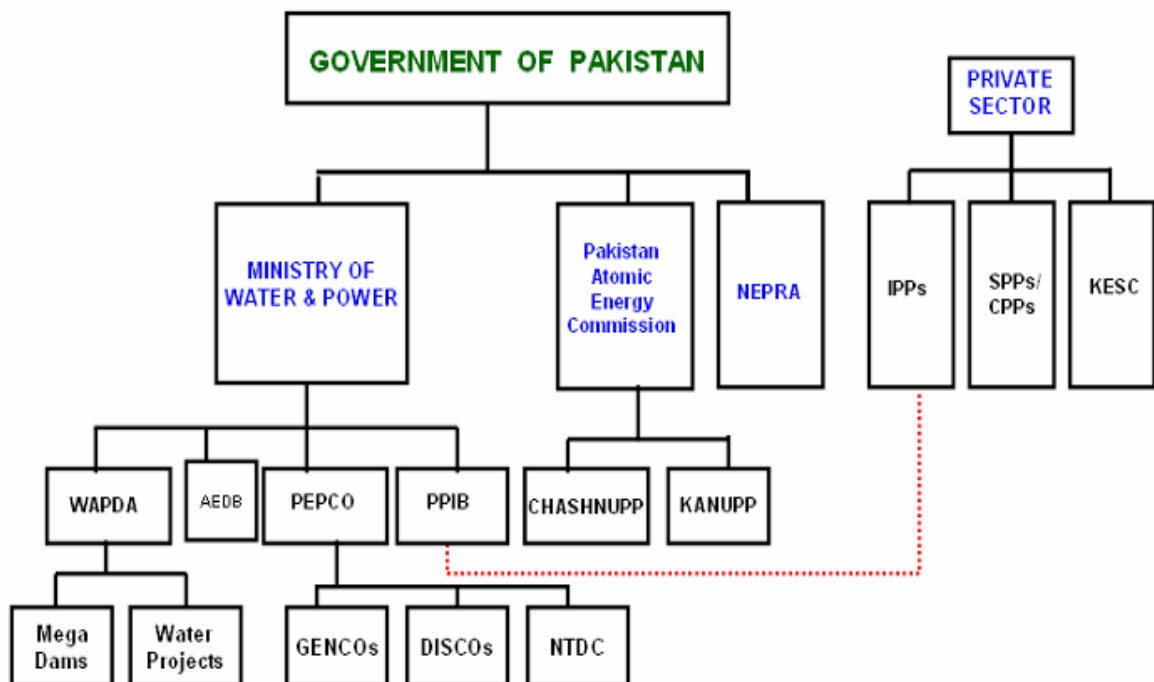 GOVERNMENT OF PAKISTAN
PRIVATE
SECTOR
MINISTRY OF
WATER & POWER
Pakistan
Atomic
Energy
Commission
NEPRA
IPPs
SPPs/
CPPs
KESC
WAPDA
AEDB
PEPCO
PPIB
CHASHNUPP
KANUPP
Mega
Dams
Water
Projects
GENCOs
DISCOs
NTDC